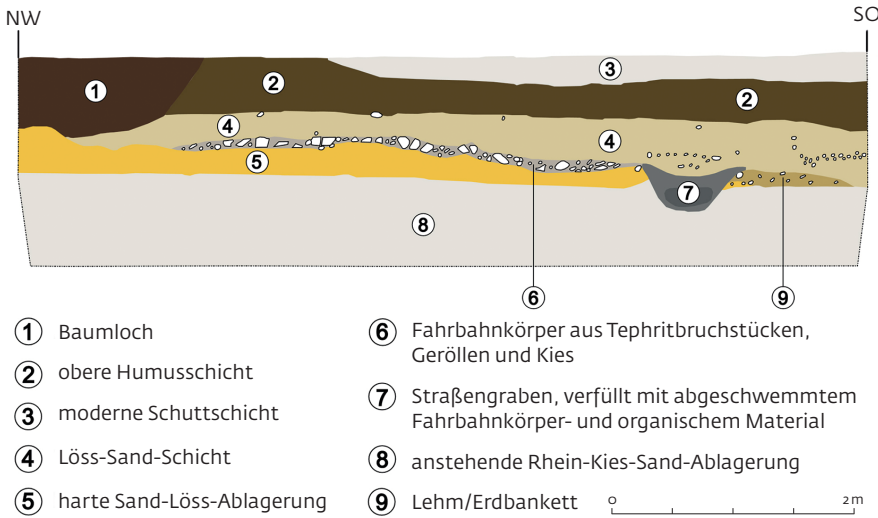 NW
SO
1
2
3
2
4
4
5
7
8
6
9
1 Baumloch
2 obere Humusschicht
3 moderne Schuttschicht
4 Löss-Sand-Schicht
5 harte Sand-Löss-Ablagerung
6 Fahrbahnkörper aus Tephritbruchstücken,
Geröllen und Kies
7 Straßengraben, verfüllt mit abgeschwemmtem
Fahrbahnkörper- und organischem Material
8 anstehende Rhein-Kies-Sand-Ablagerung
9 Lehm/Erdbankett
0 2 m